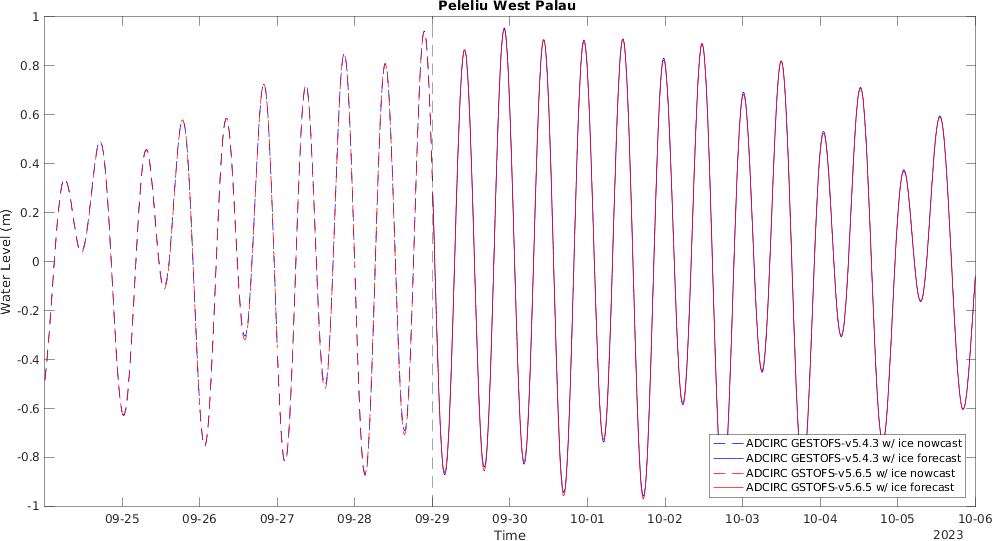 Peleliu West Palau
1
0.8
0.6
0.4
0.2
0
-0.2
-0.4
-0.6
-0.8
-1
Water Level (m)
ADCIRC GESTOFS-v5.4.3 w/ ice nowcast
ADCIRC GESTOFS-v5.4.3 w/ ice forecast
ADCIRC GSTOFS-v5.6.5 w/ ice nowcast
ADCIRC GSTOFS-v5.6.5 w/ ice forecast
09-25 09-26 09-27 09-28 09-29 09-30 10-01 10-02 10-03 10-04 10-05 10-06
Time
2023